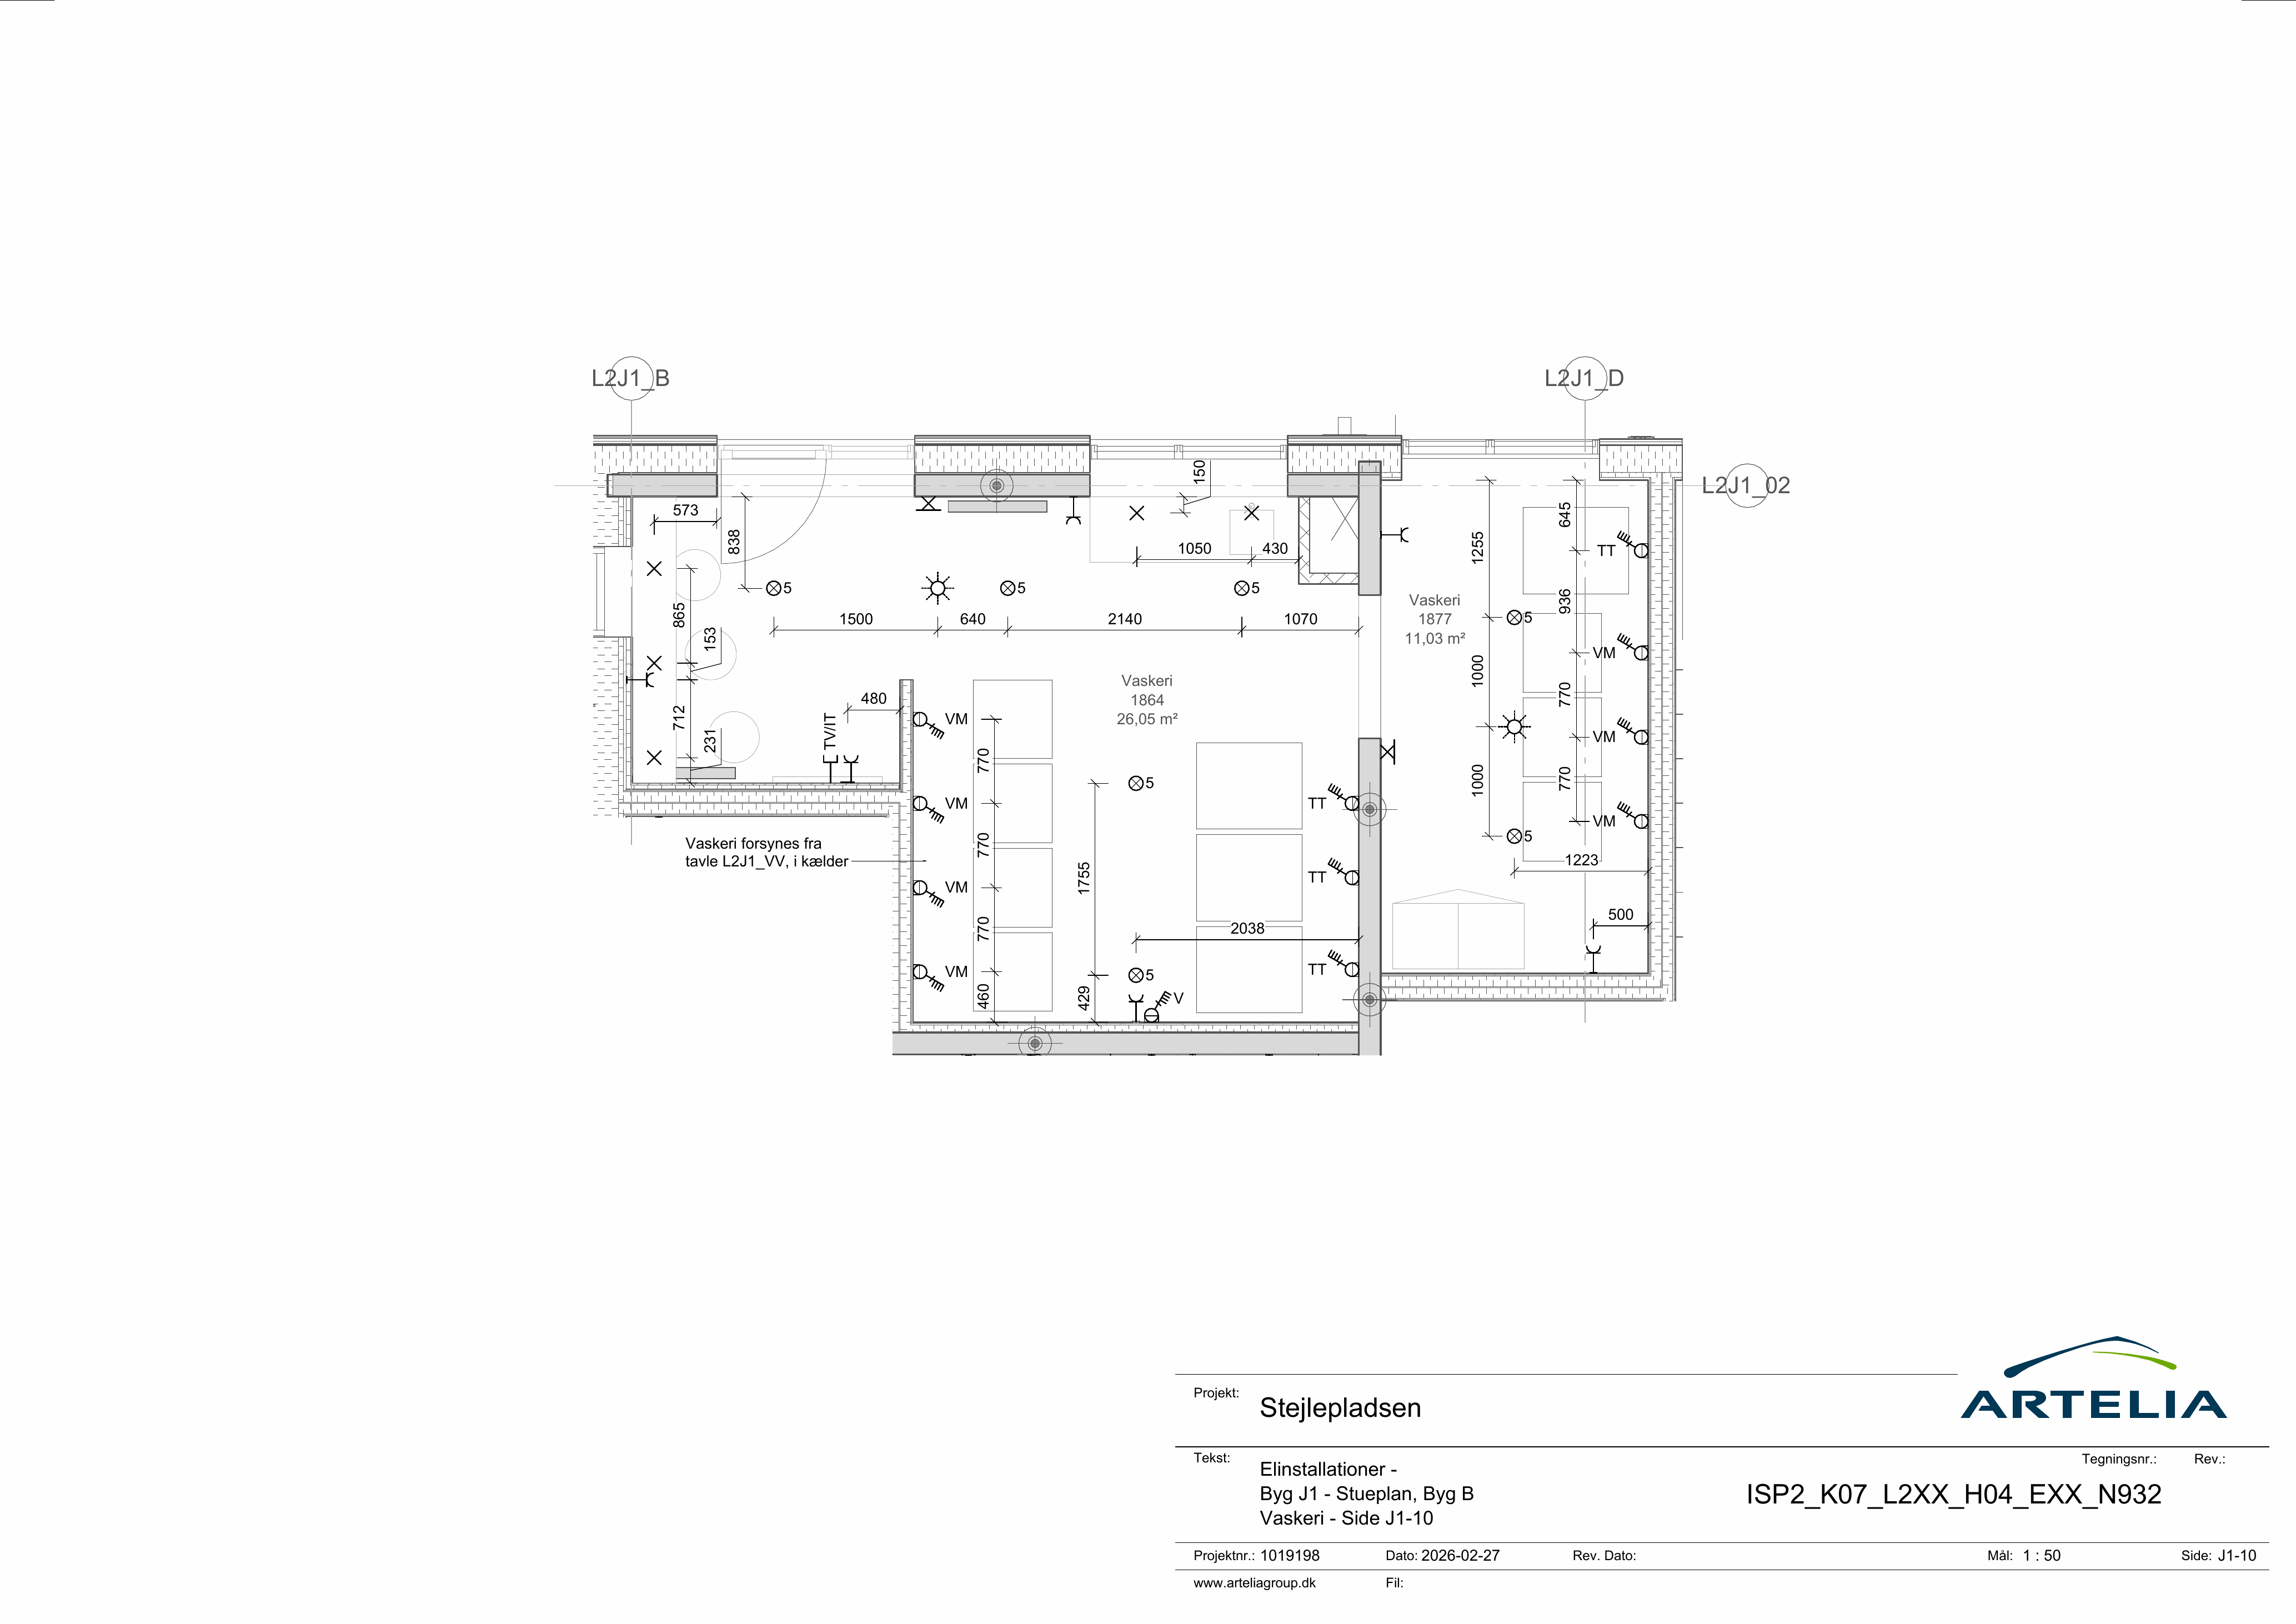 L2J1_B
L2J1_D
L2J1_02
573
838
150
1050
430
1255
645
TT
5
5
5
936
865
1500
640
2140
1070
Vaskeri
1877
11,03 m²
5
153
VM
1000
480
Vaskeri
1864
26,05 m²
770
712
231
TV/IT
VM
VM
770
5
1000
770
VM
VM
TT
5
1223
Vaskeri forsynes fra
tavle L2J1_VV, i kælder
770
1755
TT
VM
770
2038
500
VM
5
TT
460
429
V
Projekt:
Stejlepladsen
ARTELIA
Tekst:
Elinstallationer -
Byg J1 - Stueplan, Byg B
Vaskeri - Side J1-10
Tegningsnr.:
Rev.:
ISP2_K07_L2XX_H04_EXX_N932
Projektnr.: 1019198
Dato: 2026-02-27
Rev. Dato:
Mål: 1 : 50
Side: J1-10
www.arteliagroup.dk
Fil: